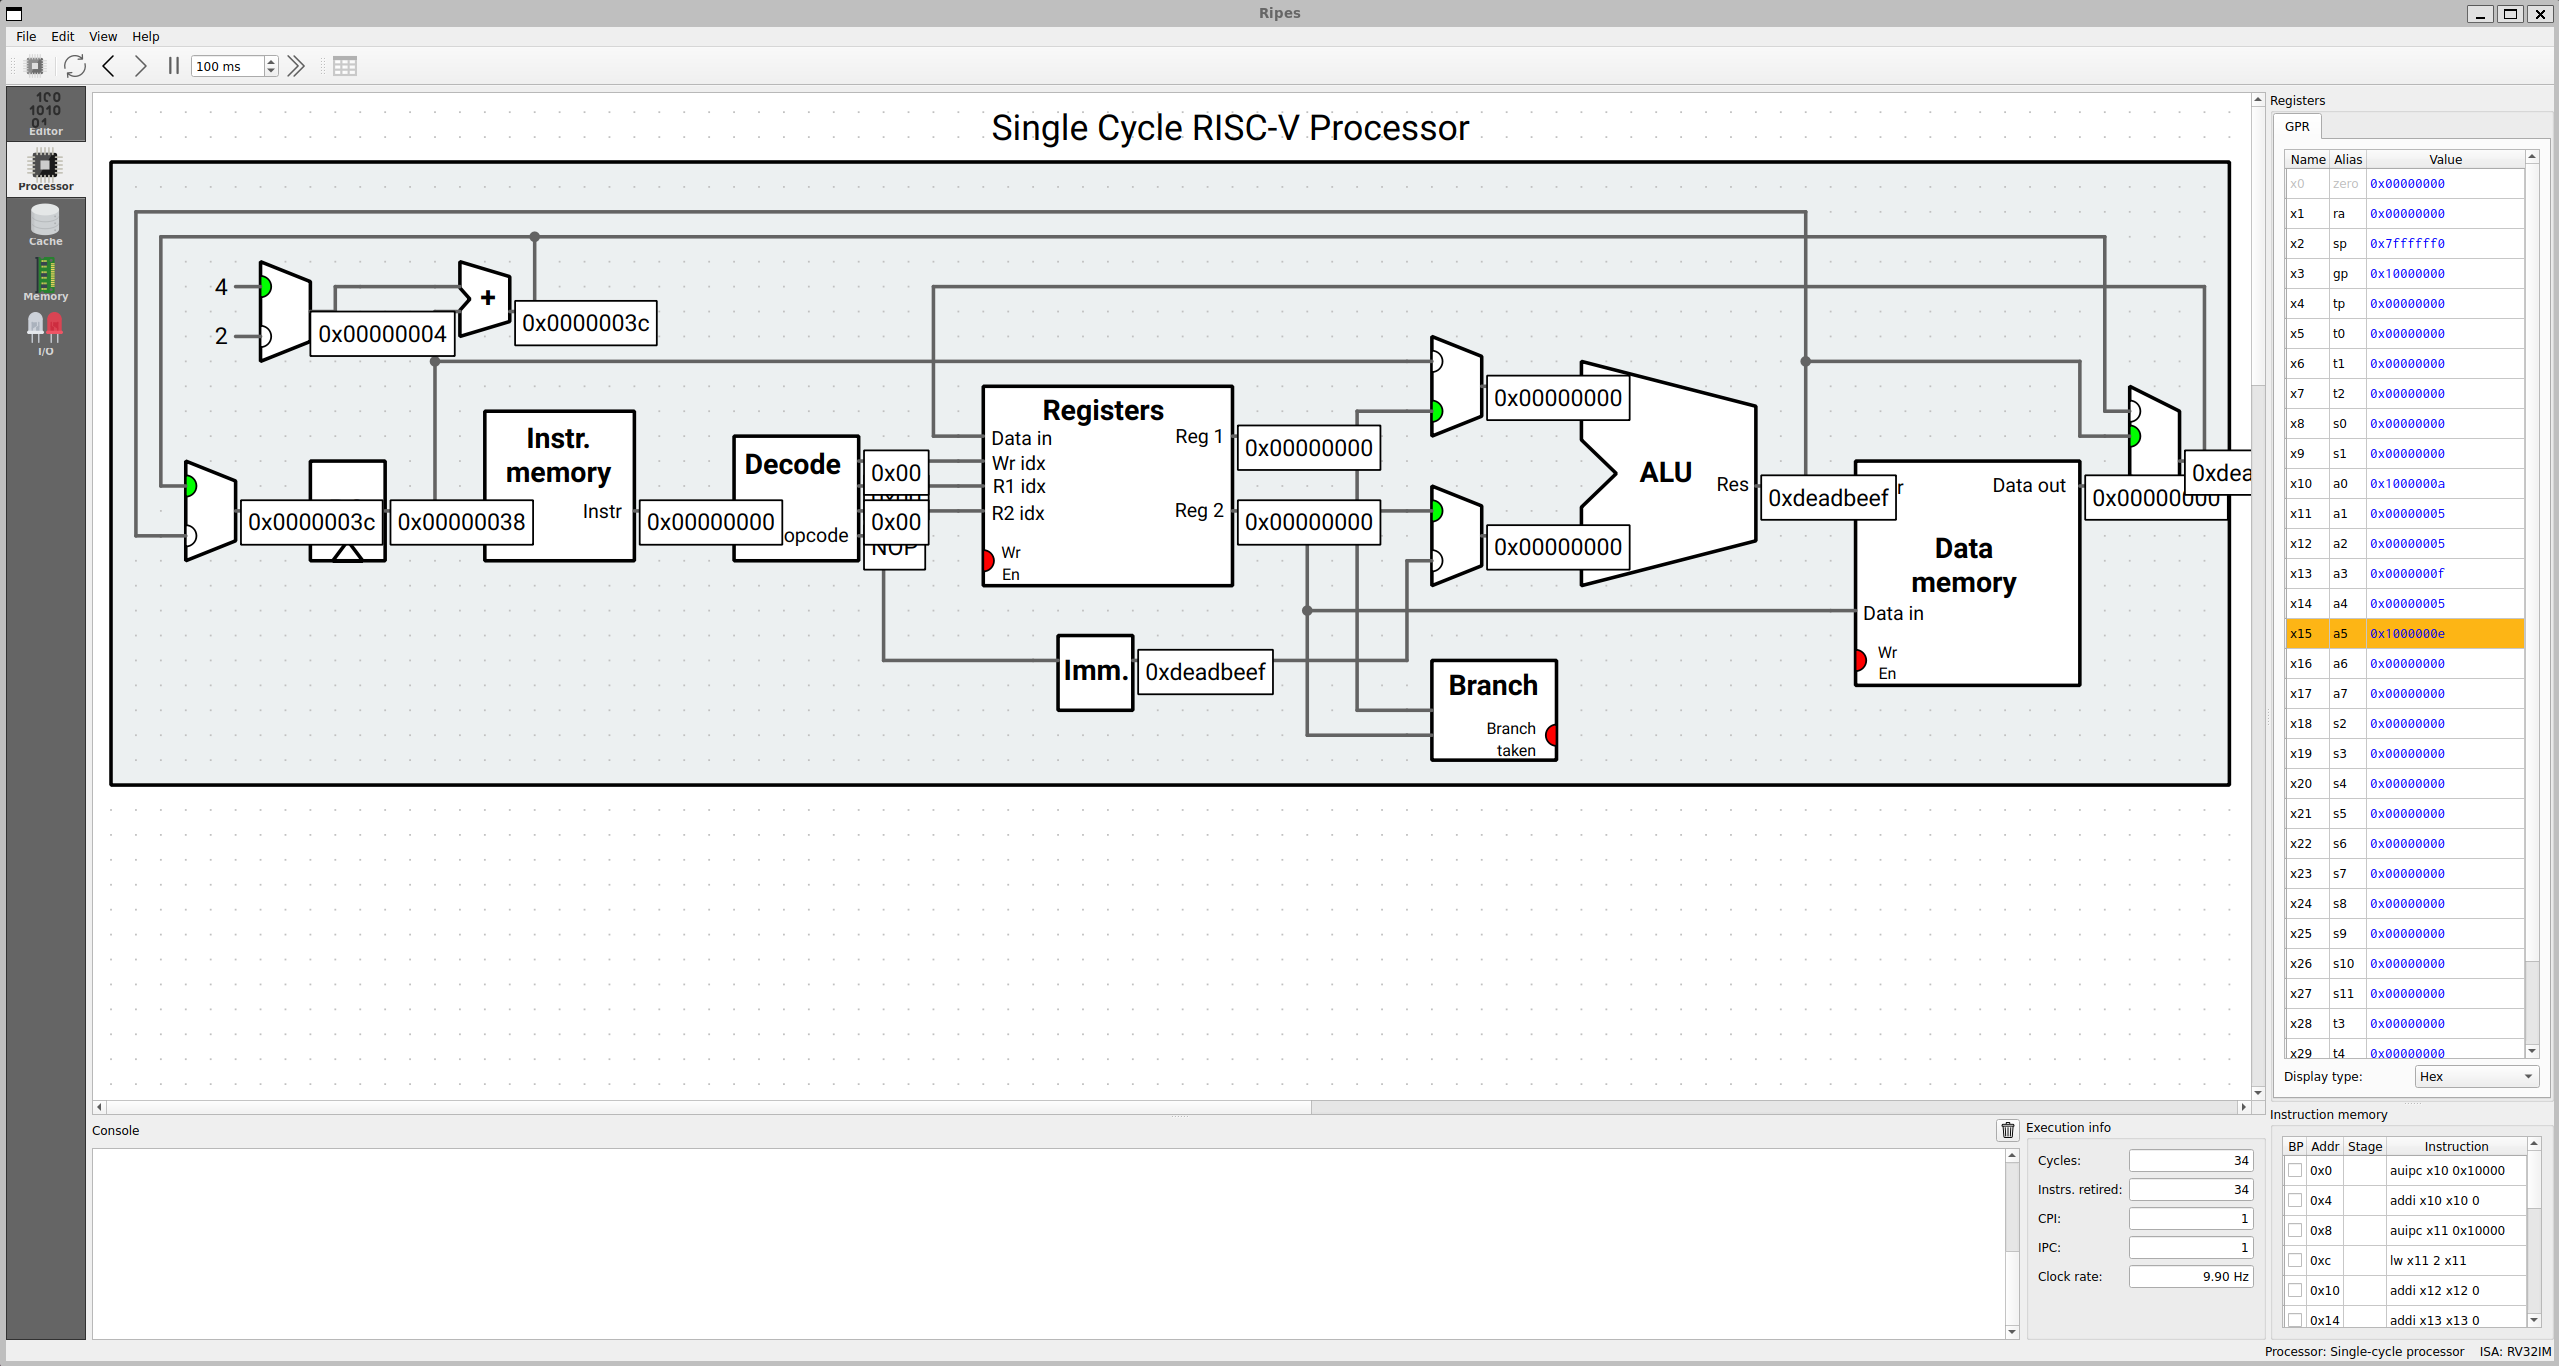 Ripes
File Edit View Help
100 ms
Editor
Processor
Cache
Memory
I/O
Single Cycle RISC-V Processor
4
2
0x00000004
+
0x0000003c
0x0000003c
0x00000038
Instr.
memory
Instr
0x00000000
Decode
opcode
0x00
0x00
NOP
Registers
Data in
Wr idx
R1 idx
R2 idx
Wr
En
Reg 1
Reg 2
0x00000000
0x00000000
Imm.
0xdeadbeef
0x00000000
0x00000000
ALU
Res
0xdeadbeef
r
Data out
Data
memory
Data in
Wr
En
0x00000000
0xdea
Branch
Branch
taken
Registers
GPR
Name Alias Value
x0 zero 0x00000000
x1 ra 0x00000000
x2 sp 0x7ffffff0
x3 gp 0x10000000
x4 tp 0x00000000
x5 t0 0x00000000
x6 t1 0x00000000
x7 t2 0x00000000
x8 s0 0x00000000
x9 s1 0x00000000
x10 a0 0x1000000a
x11 a1 0x00000005
x12 a2 0x00000005
x13 a3 0x0000000f
x14 a4 0x00000005
x15 a5 0x1000000e
x16 a6 0x00000000
x17 a7 0x00000000
x18 s2 0x00000000
x19 s3 0x00000000
x20 s4 0x00000000
x21 s5 0x00000000
x22 s6 0x00000000
x23 s7 0x00000000
x24 s8 0x00000000
x25 s9 0x00000000
x26 s10 0x00000000
x27 s11 0x00000000
x28 t3 0x00000000
x29 t4 0x00000000
Display type: Hex
Console
Execution info
Cycles: 34
Instrs. retired: 34
CPI: 1
IPC: 1
Clock rate: 9.90 Hz
Instruction memory
BP Addr Stage Instruction
0x0 auipc x10 0x10000
0x4 addi x10 x10 0
0x8 auipc x11 0x10000
0xc lw x11 2 x11
0x10 addi x12 x12 0
0x14 addi x13 x13 0
Processor: Single-cycle processor ISA: RV32IM